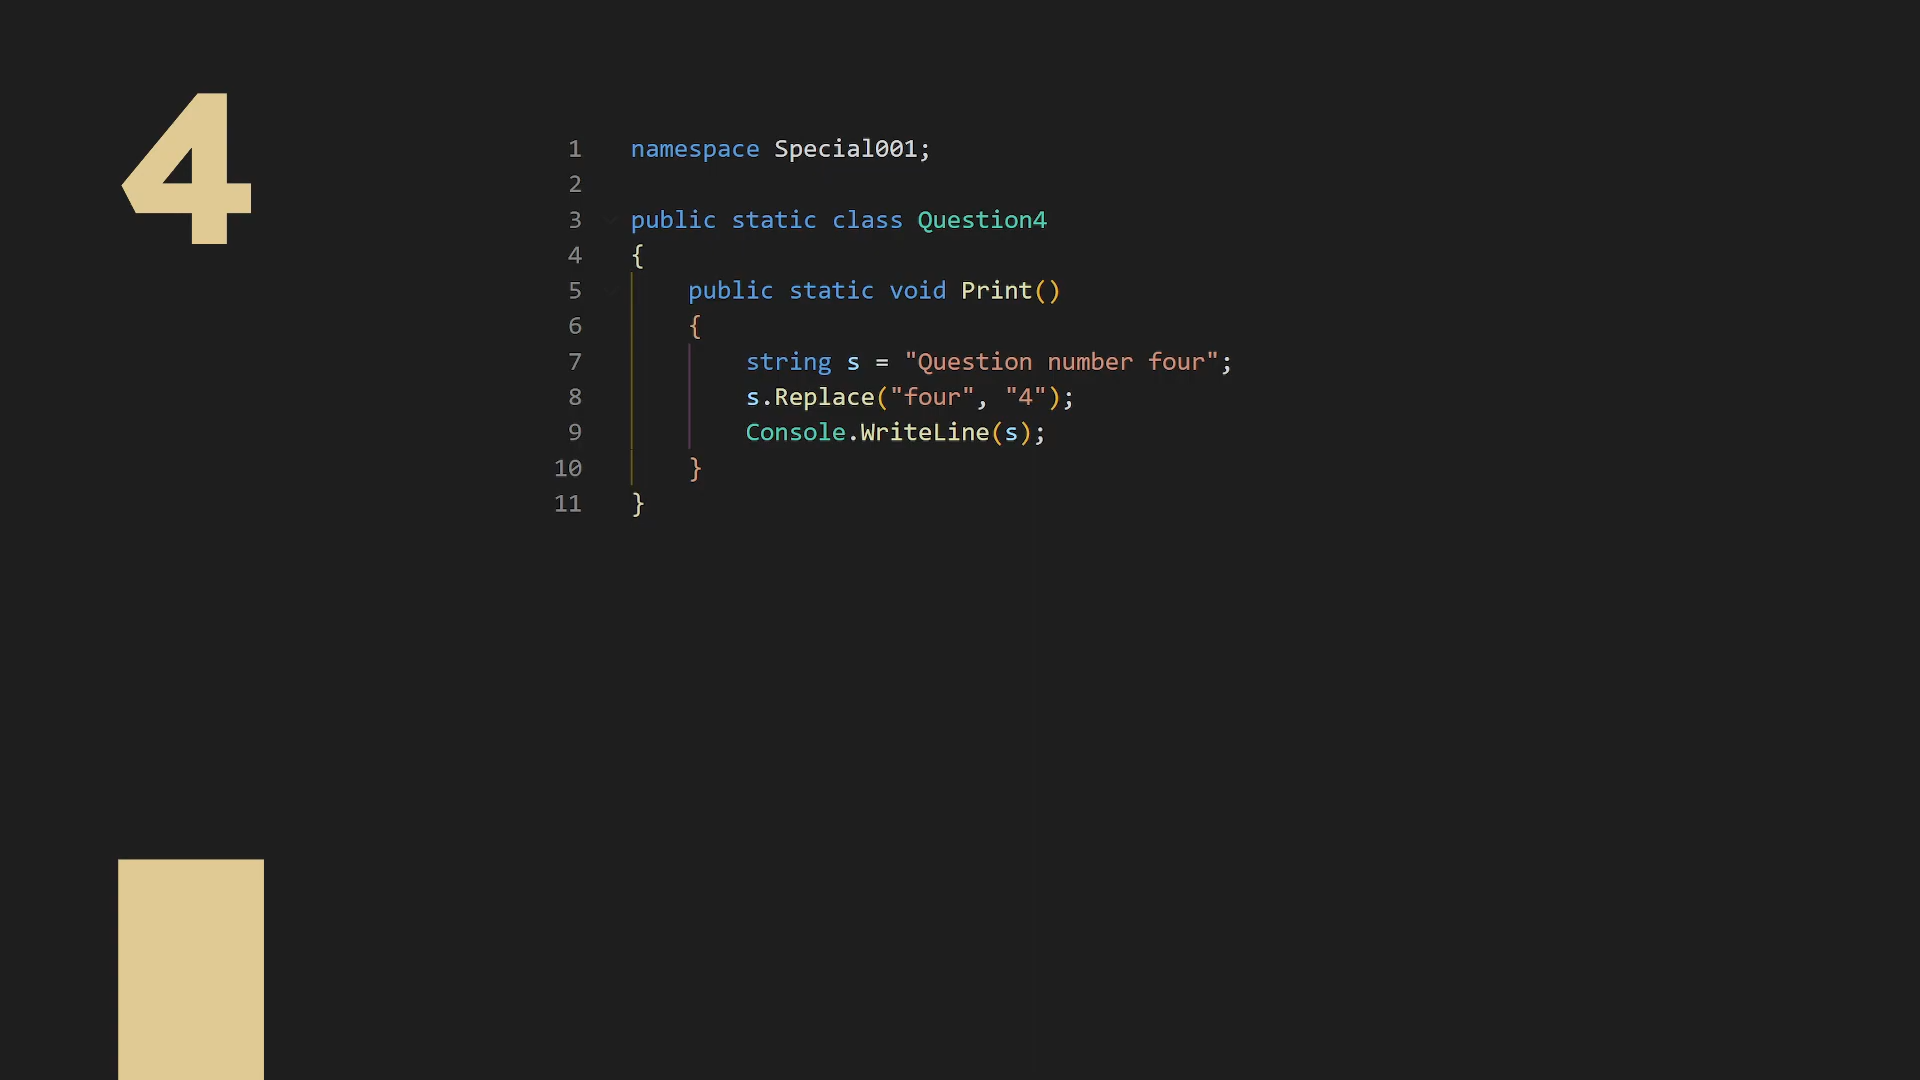 4
1 namespace Special001;
2
3 public static class Question4
4 {
5     public static void Print()
6     {
7         string s = "Question number four";
8         s.Replace("four", "4");
9         Console.WriteLine(s);
10     }
11 }